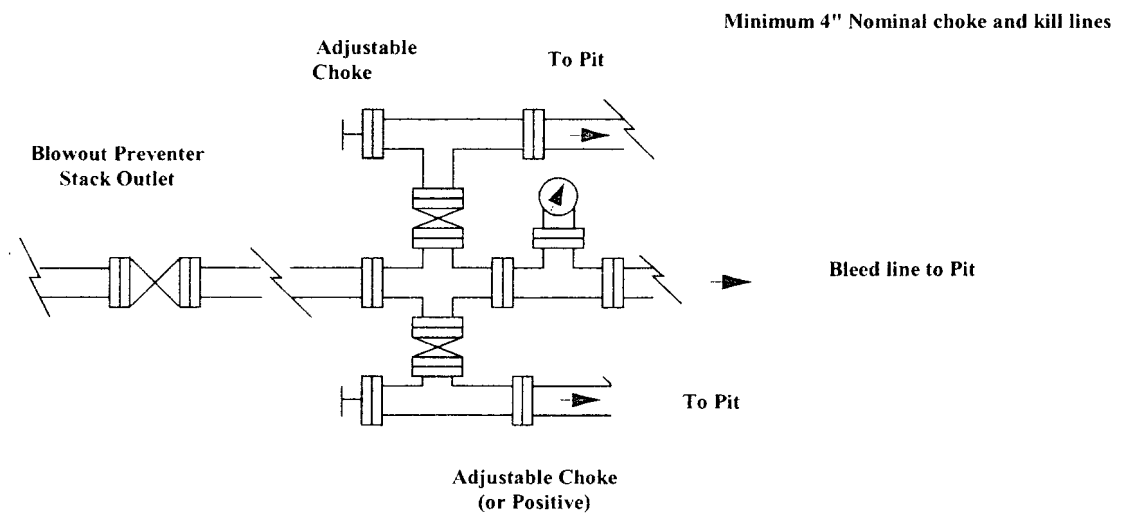 Minimum 4" Nominal choke and kill lines
Adjustable
Choke
To Pit
Blowout Preventer
Stack Outlet
Bleed line to Pit
To Pit
Adjustable Choke
(or Positive)